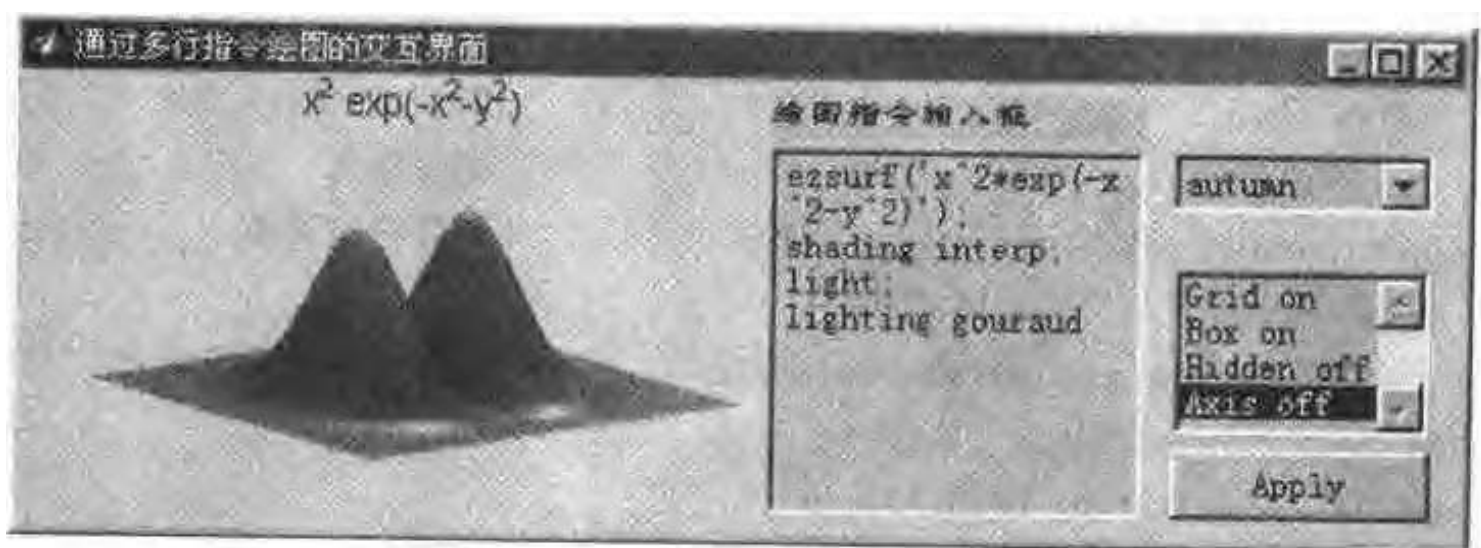 通过多行指令绘图的交互界面
x² exp(-x²-y²)
绘图指令输入框
ezsurf('x^2*exp(-x
^2-y^2)');
shading interp;
light;
lighting gouraud
autumn
Grid on
Box on
Hidden off
Axis off
Apply